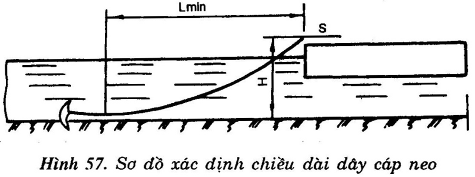 Lmin
S
H
Hình 57. Sơ đồ xác định chiều dài dây cáp neo